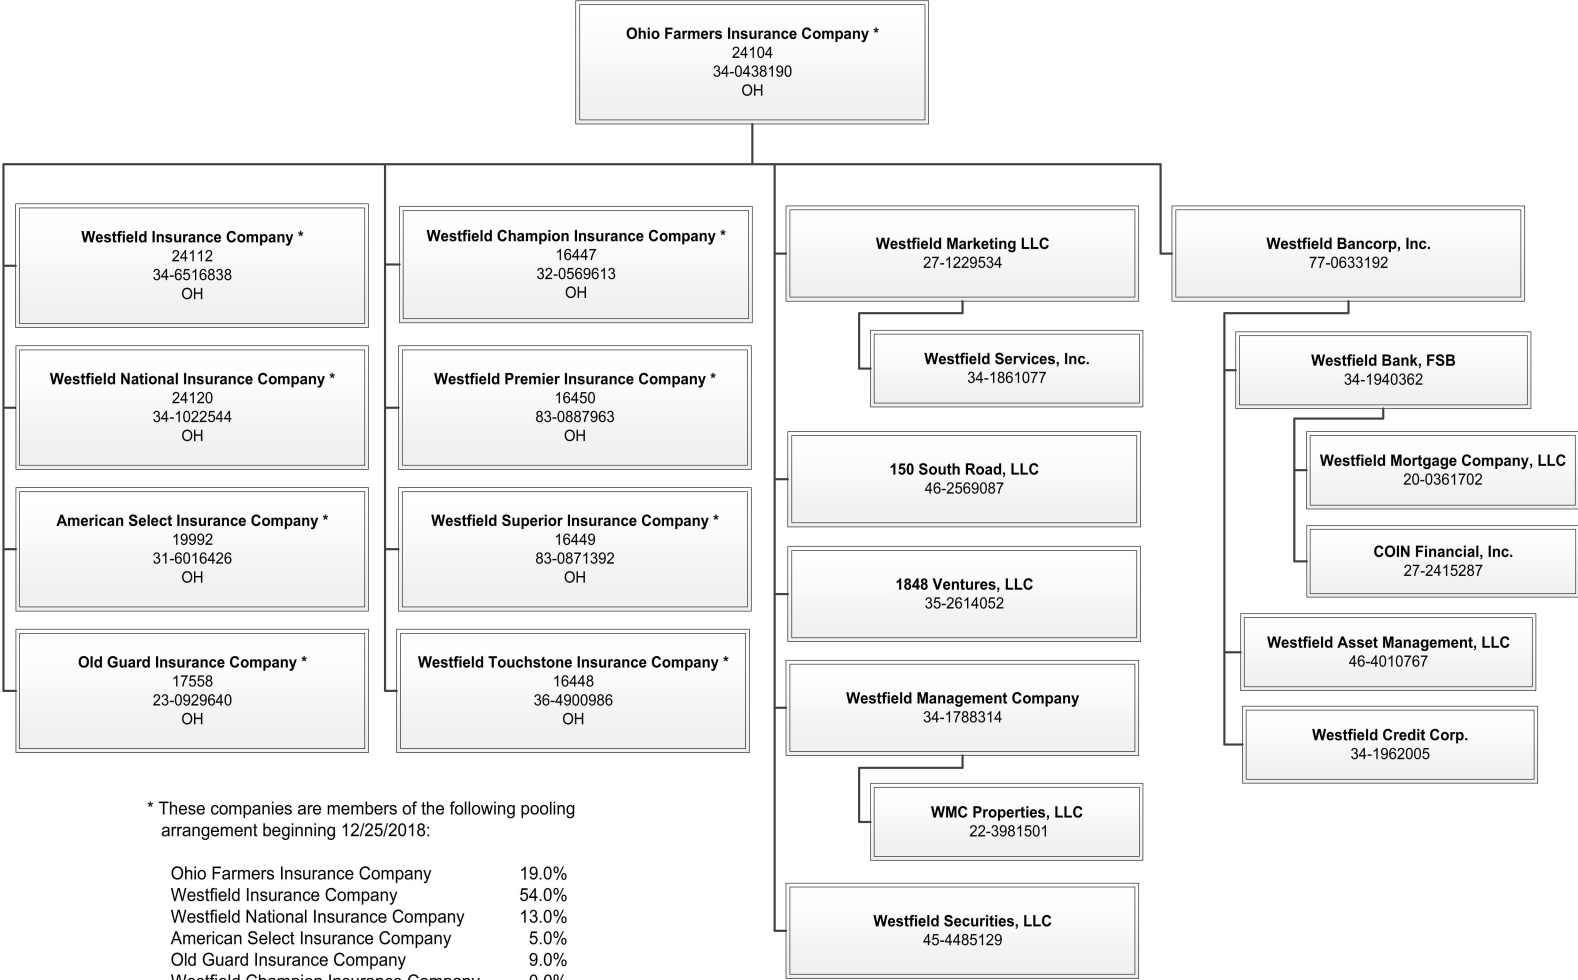 Ohio Farmers Insurance Company *
24104
34-0438190
OH
Westfield Insurance Company *
24112
34-6516838
OH
Westfield National Insurance Company *
24120
34-1022544
OH
American Select Insurance Company *
19992
31-6016426
OH
Old Guard Insurance Company *
17558
23-0929640
OH
Westfield Champion Insurance Company *
16447
32-0569613
OH
Westfield Premier Insurance Company *
16450
83-0887963
OH
Westfield Superior Insurance Company *
16449
83-0871392
OH
Westfield Touchstone Insurance Company *
16448
36-4900986
OH
Westfield Marketing LLC
27-1229534
Westfield Services, Inc.
34-1861077
150 South Road, LLC
46-2569087
1848 Ventures, LLC
35-2614052
Westfield Management Company
34-1788314
WMC Properties, LLC
22-3981501
Westfield Securities, LLC
45-4485129
Westfield Bancorp, Inc.
77-0633192
Westfield Bank, FSB
34-1940362
Westfield Mortgage Company, LLC
20-0361702
COIN Financial, Inc.
27-2415287
Westfield Asset Management, LLC
46-4010767
Westfield Credit Corp.
34-1962005
* These companies are members of the following pooling
arrangement beginning 12/25/2018:
Ohio Farmers Insurance Company 19.0%
Westfield Insurance Company 54.0%
Westfield National Insurance Company 13.0%
American Select Insurance Company 5.0%
Old Guard Insurance Company 9.0%
Westfield Champion Insurance Company 0.0%